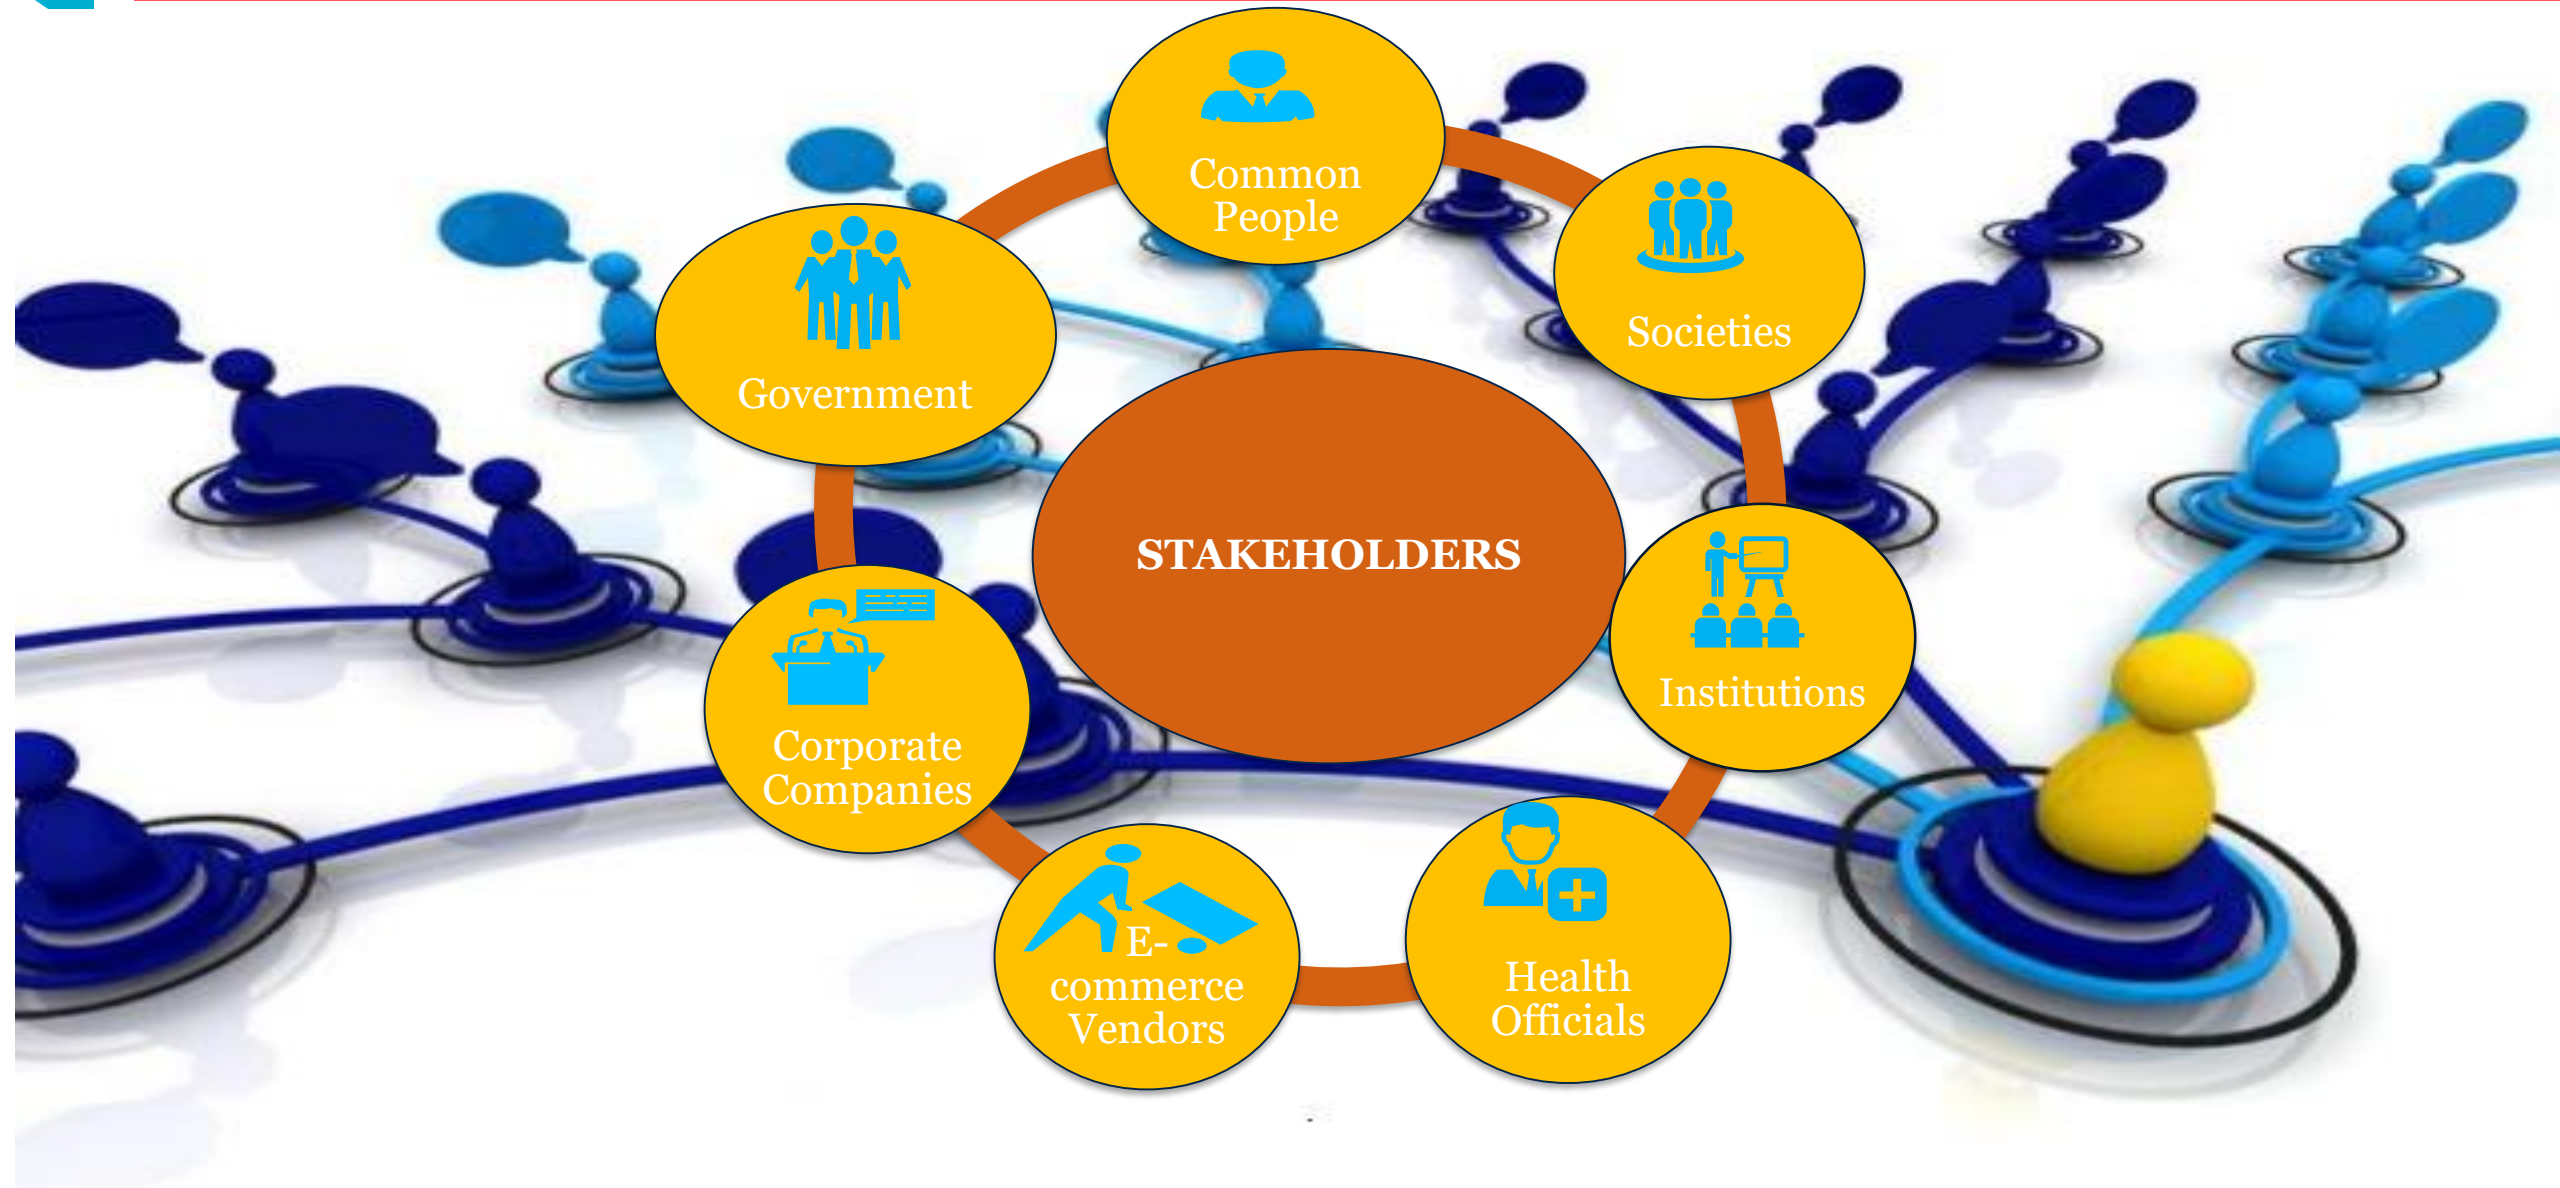 Common
People
Societies
Government
STAKEHOLDERS
Institutions
Corporate
Companies
E-
commerce
Vendors
Health
Officials